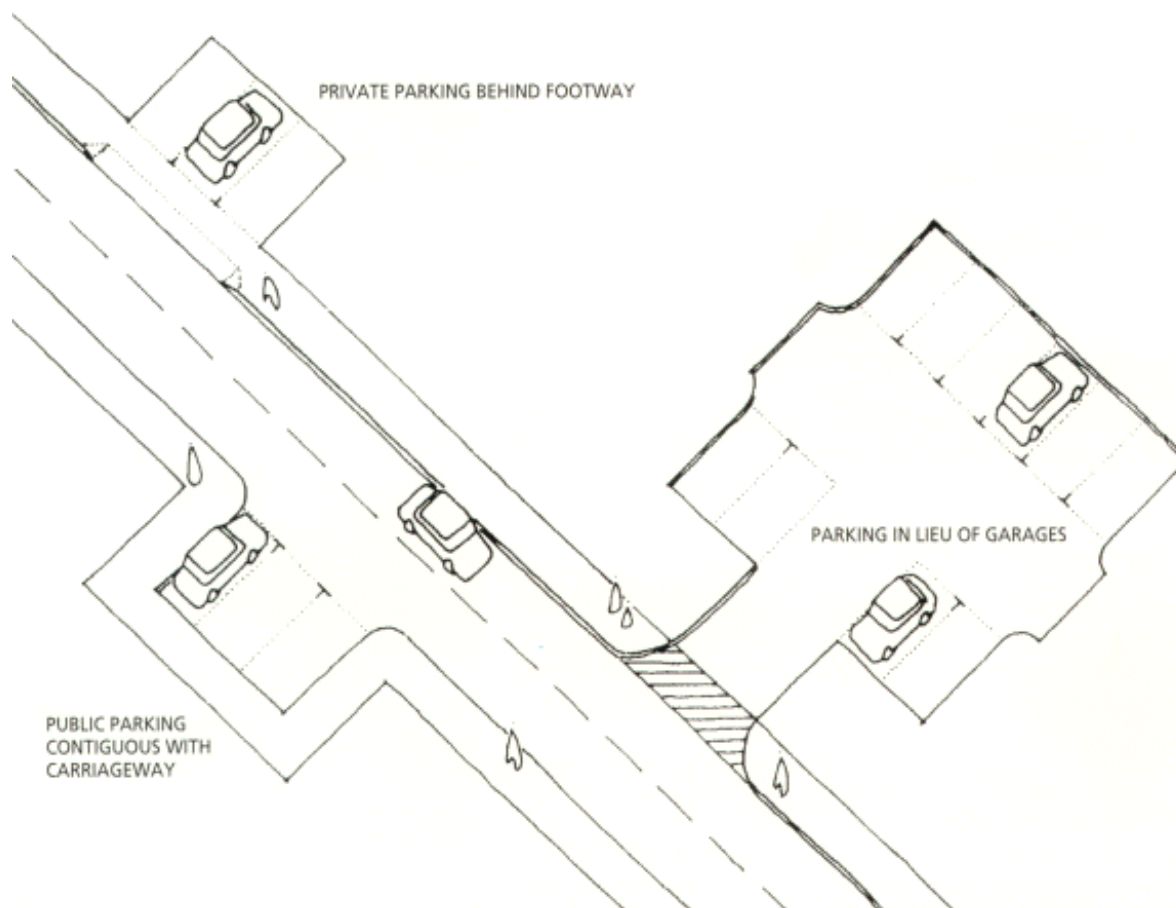 PRIVATE PARKING BEHIND FOOTWAY
PARKING IN LIEU OF GARAGES
PUBLIC PARKING
CONTIGUOUS WITH
CARRIAGEWAY